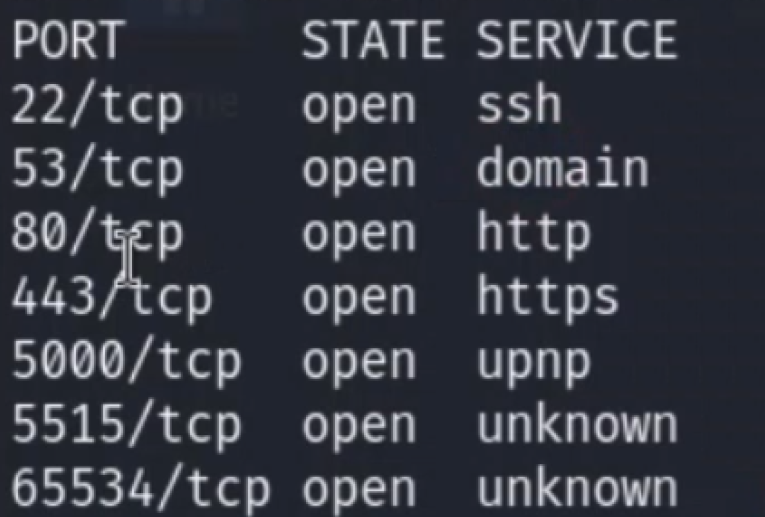 PORT STATE SERVICE
22/tcp open ssh
53/tcp open domain
80/tcp open http
443/tcp open https
5000/tcp open upnp
5515/tcp open unknown
65534/tcp open unknown